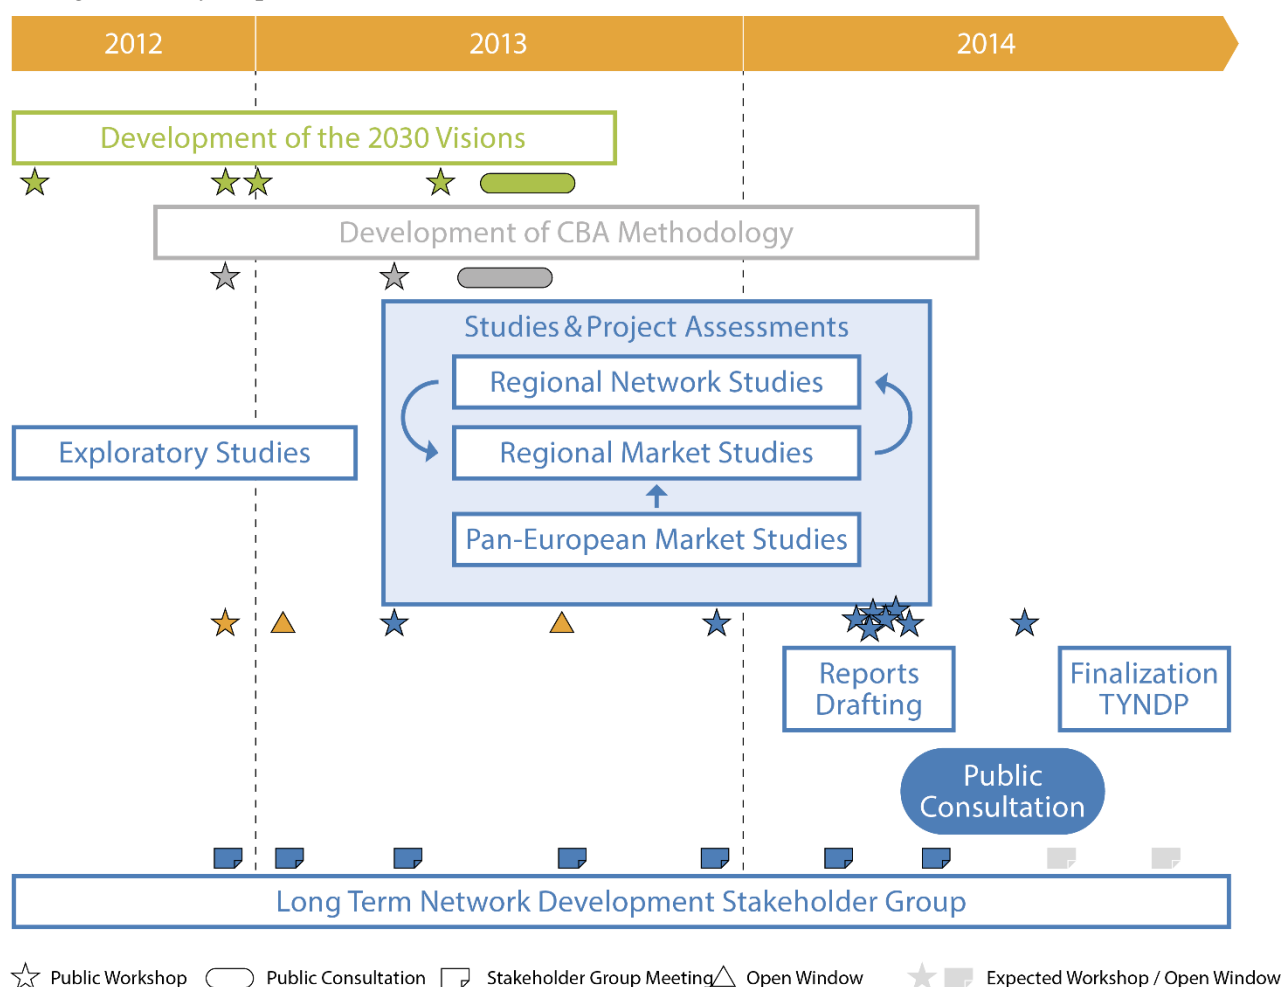 2012
2013
2014
Development of the 2030 Visions
Development of CBA Methodology
Studies & Project Assessments
Regional Network Studies
Exploratory Studies
Regional Market Studies
Pan-European Market Studies
Reports
Drafting
Finalization
TYNDP
Public
Consultation
Long Term Network Development Stakeholder Group
Public Workshop
Public Consultation
Stakeholder Group Meeting
Open Window
Expected Workshop / Open Window